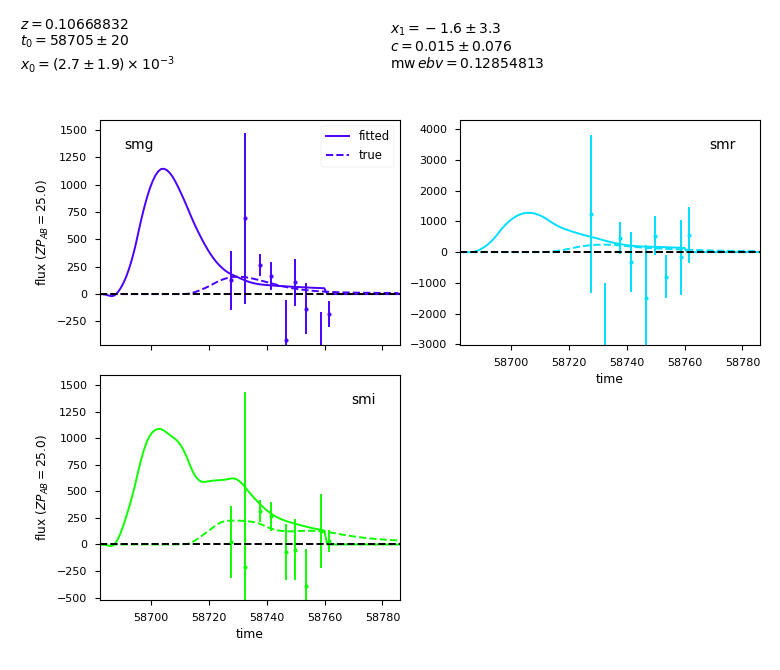 z = 0.10668832
t₀ = 58705 ± 20
x₀ = (2.7 ± 1.9) × 10⁻³
x₁ = −1.6 ± 3.3
c = 0.015 ± 0.076
mw ebv = 0.12854813
smg
fitted
true
1500
1250
1000
750
500
250
0
−250
flux (ZP_AB = 25.0)
smr
4000
3000
2000
1000
0
−1000
−2000
−3000
58700 58720 58740 58760 58780
time
smi
1500
1250
1000
750
500
250
0
−250
−500
flux (ZP_AB = 25.0)
58700 58720 58740 58760 58780
time